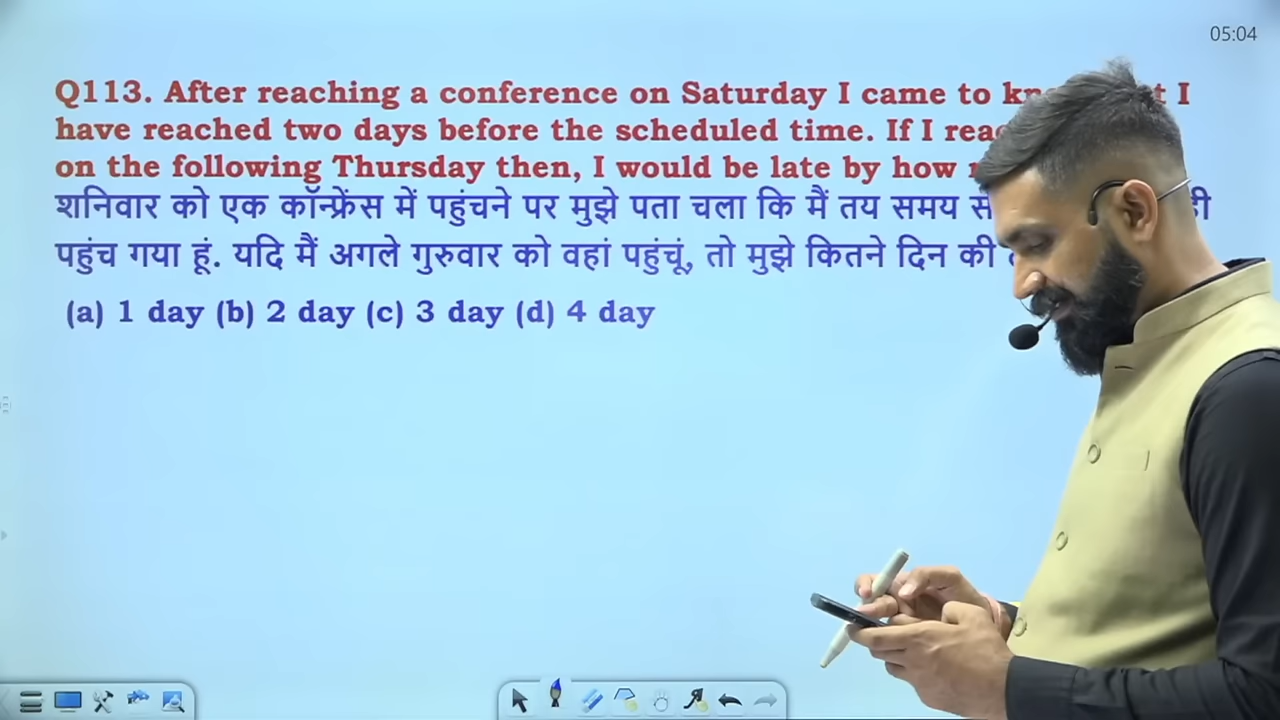 05:04
Q113. After reaching a conference on Saturday I came to I
have reached two days before the scheduled time. If I
on the following Thursday then, I would be late by how
शनिवार को एक कॉन्फ्रेंस में पहुंचने पर मुझे पता चला कि मैं तय समय
पहुंच गया हूं. यदि मैं अगले गुरुवार को वहां पहुंचूं, तो मुझे कितने दिन की
(a) 1 day (b) 2 day (c) 3 day (d) 4 day